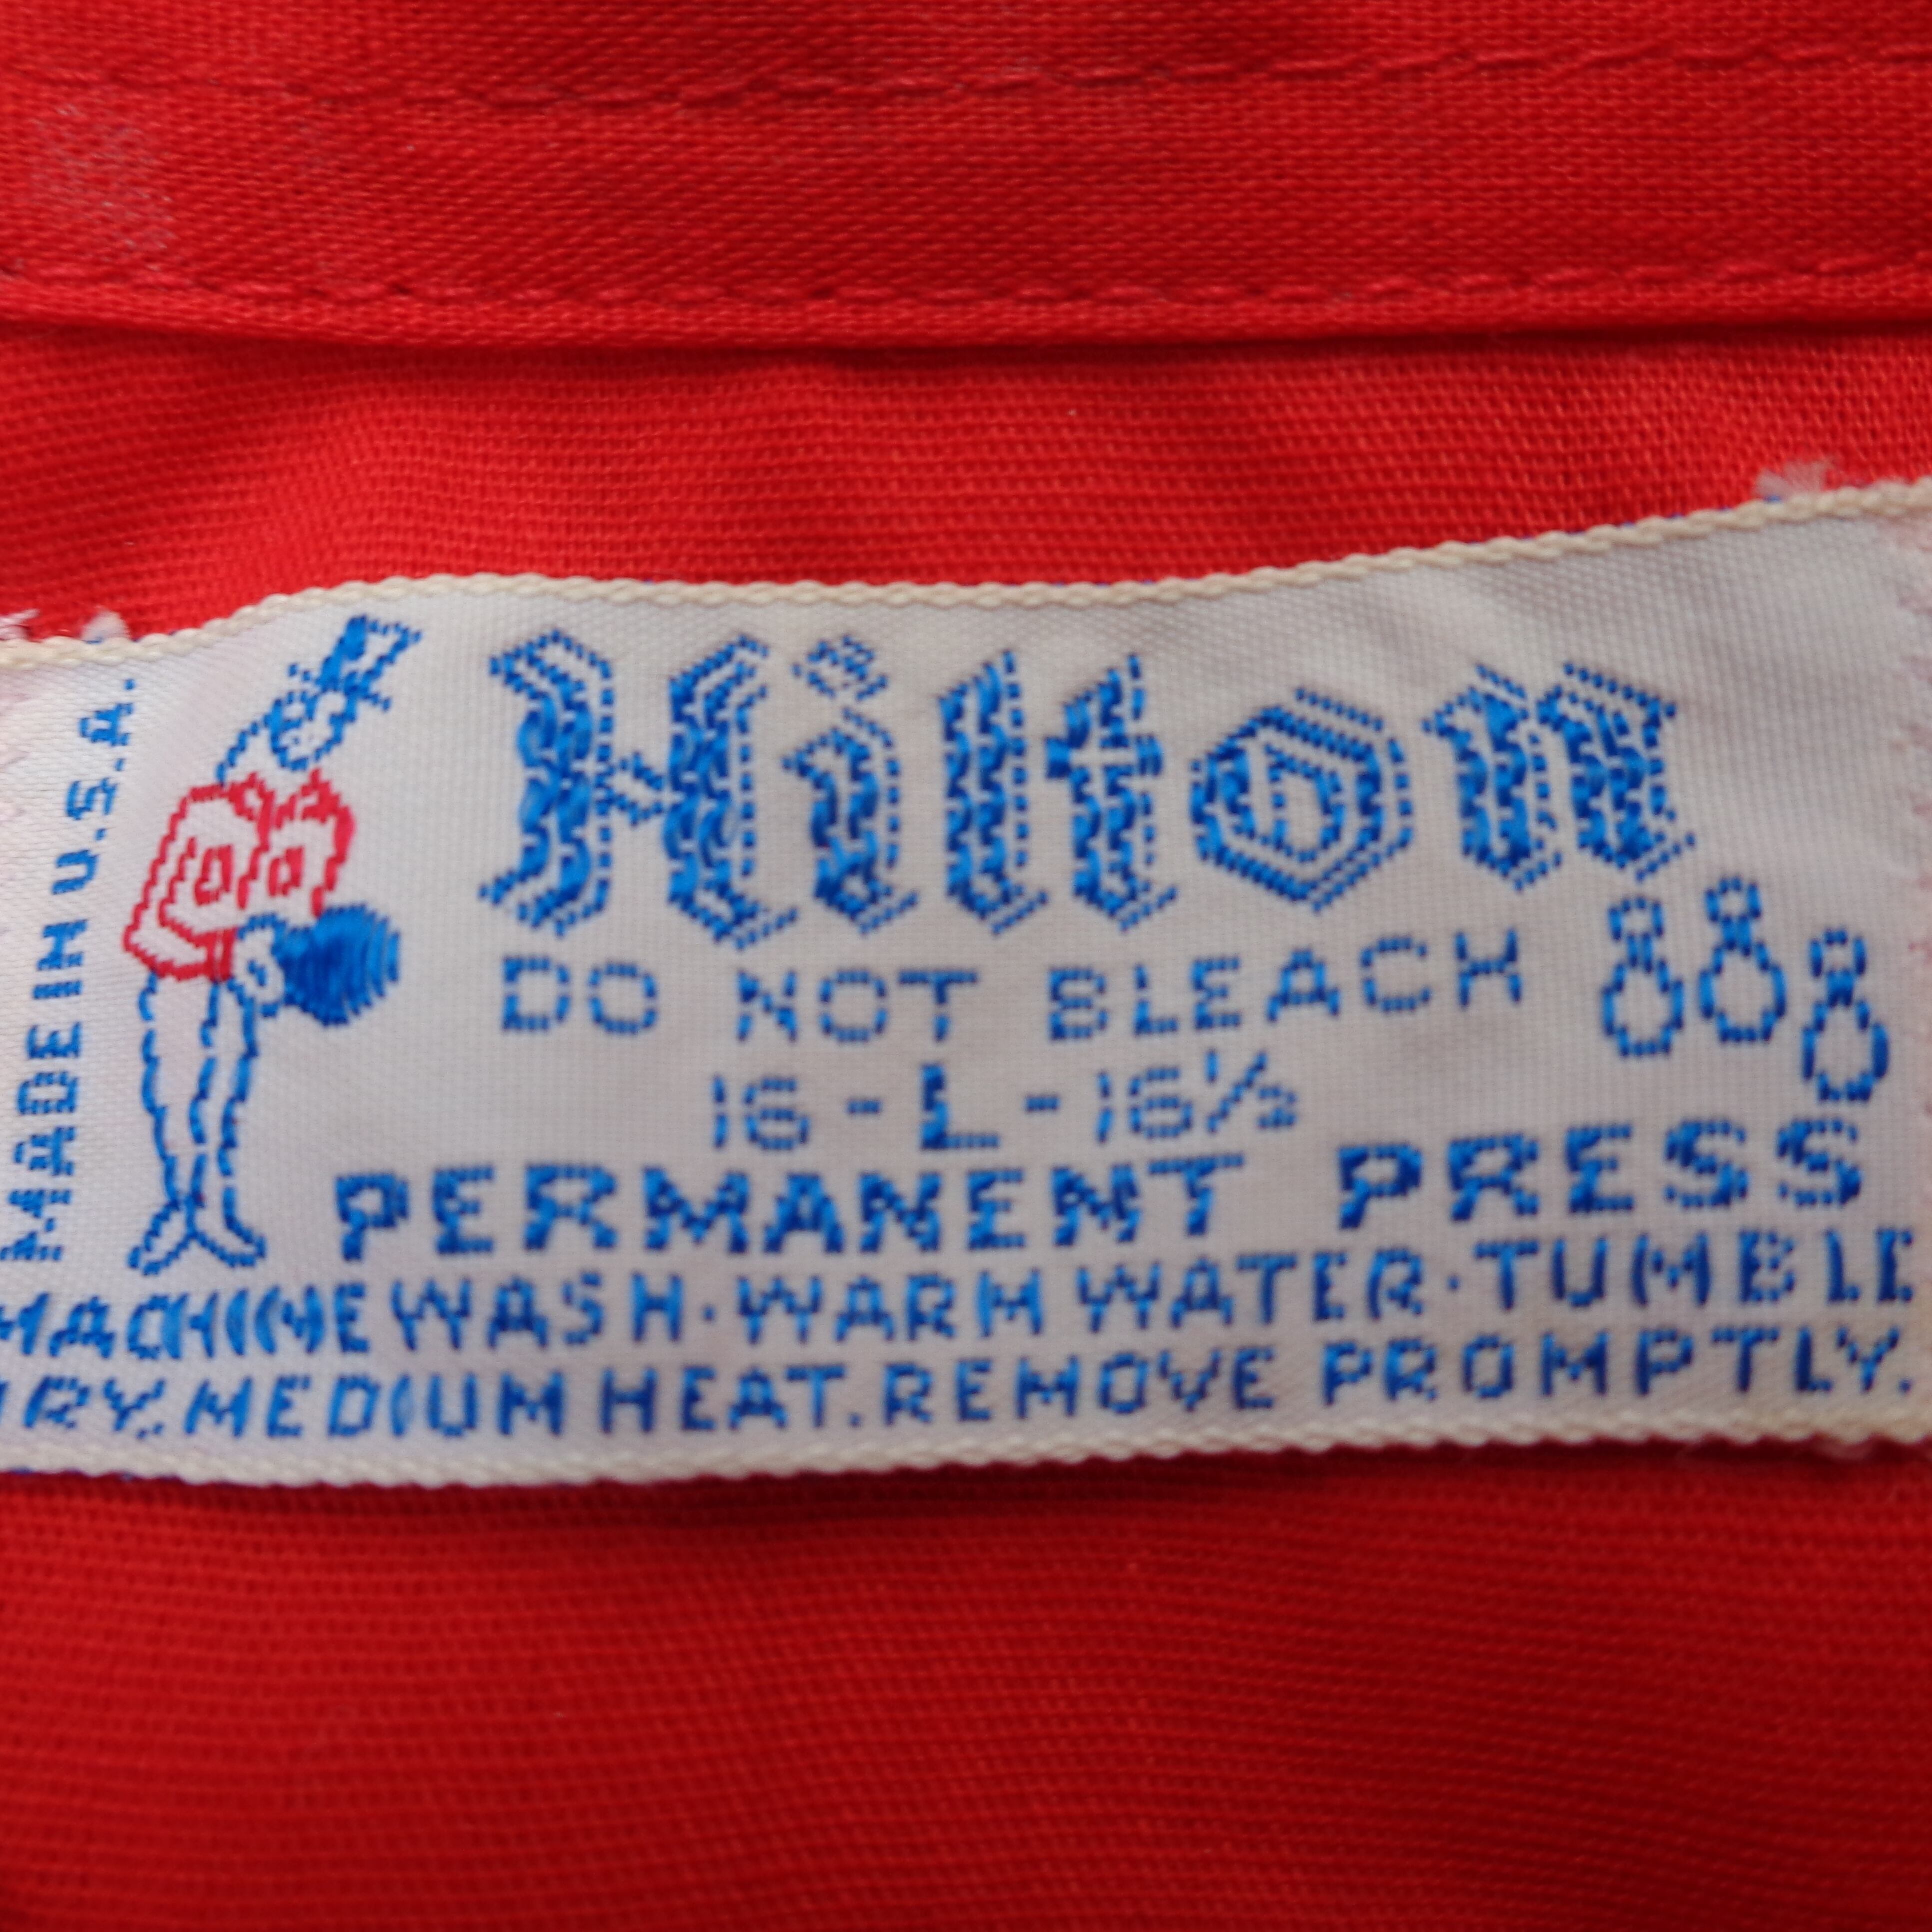 MADE IN U.S.A.
Hilton
DO NOT BLEACH
16-L-16½
PERMANENT PRESS
MACHINE WASH·WARM WATER·TUMBLE
DRY.MEDIUM HEAT.REMOVE PROMPTLY.